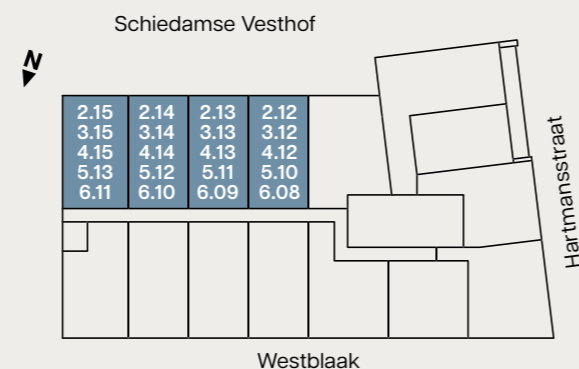 Schiedamse Vesthof
N
2.15 2.14 2.13 2.12
3.15 3.14 3.13 3.12
4.15 4.14 4.13 4.12
5.13 5.12 5.11 5.10
6.11 6.10 6.09 6.08
Hartmansstraat
Westblaak